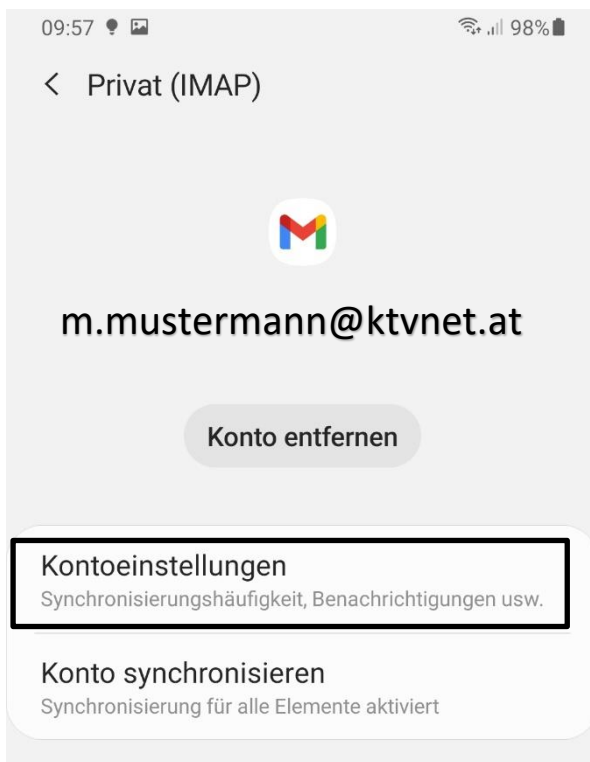 09:57 98%
Privat (IMAP)
m.mustermann@ktvnet.at
Konto entfernen
Kontoeinstellungen
Synchronisierungshäufigkeit, Benachrichtigungen usw.
Konto synchronisieren
Synchronisierung für alle Elemente aktiviert